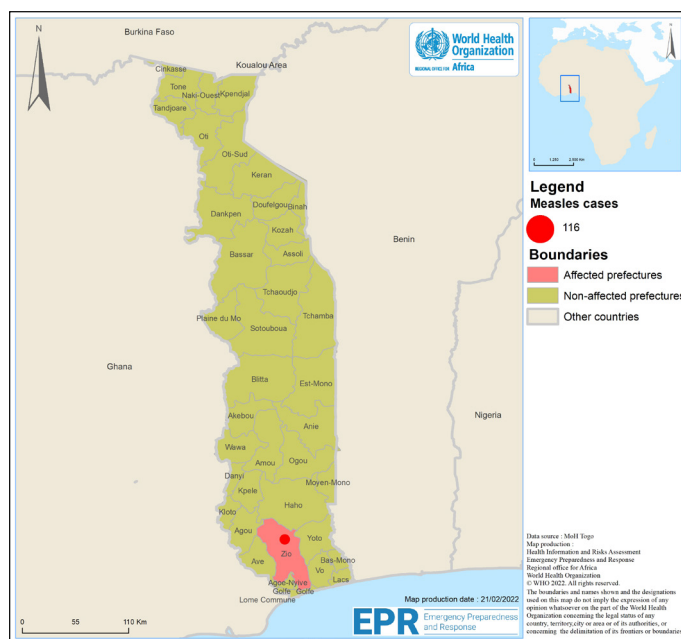 Burkina Faso
Koualou Area
World Health
Organization
REGIONAL OFFICE FOR Africa
N
Cinkasse
Tone
Naki-Ouest
Kpendjal
Tandjoare
Oti
Oti-Sud
Keran
Doufelgou
Binah
Dankpen
Kozah
Bassar
Assoli
Benin
Tchaoudjo
Tchamba
Plaine du Mo
Sotouboua
Ghana
Blitta
Est-Mono
Akebou
Anie
Nigeria
Wawa
Ogou
Amou
Danyi
Moyen-Mono
Kpele
Haho
Kloto
Agou
Yoto
Zio
Ave
Bas-Mono
Vo
Agoe-Nyive
Lacs
Golfe
Golfe
Lome Commune
Map production date : 21/02/2022
0 55 110 Km
EPR Emergency Preparedness
and Response
N
0 1 250 2 500 Km
Legend
Measles cases
116
Boundaries
Affected prefectures
Non-affected prefectures
Other countries
Data source : MoH Togo
Map production :
Health Information and Risks Assessment
Emergency Preparedness and Response
Regional office for Africa
World Health Organization
© WHO 2022. All rights reserved.
The boundaries and names shown and the designations
used on this map do not imply the expression of any
opinion whatsoever on the part of the World Health
Organization concerning the legal status of any
country, territory,city or area or of its authorities, or
concerning the delimitation of its frontiers or boundaries